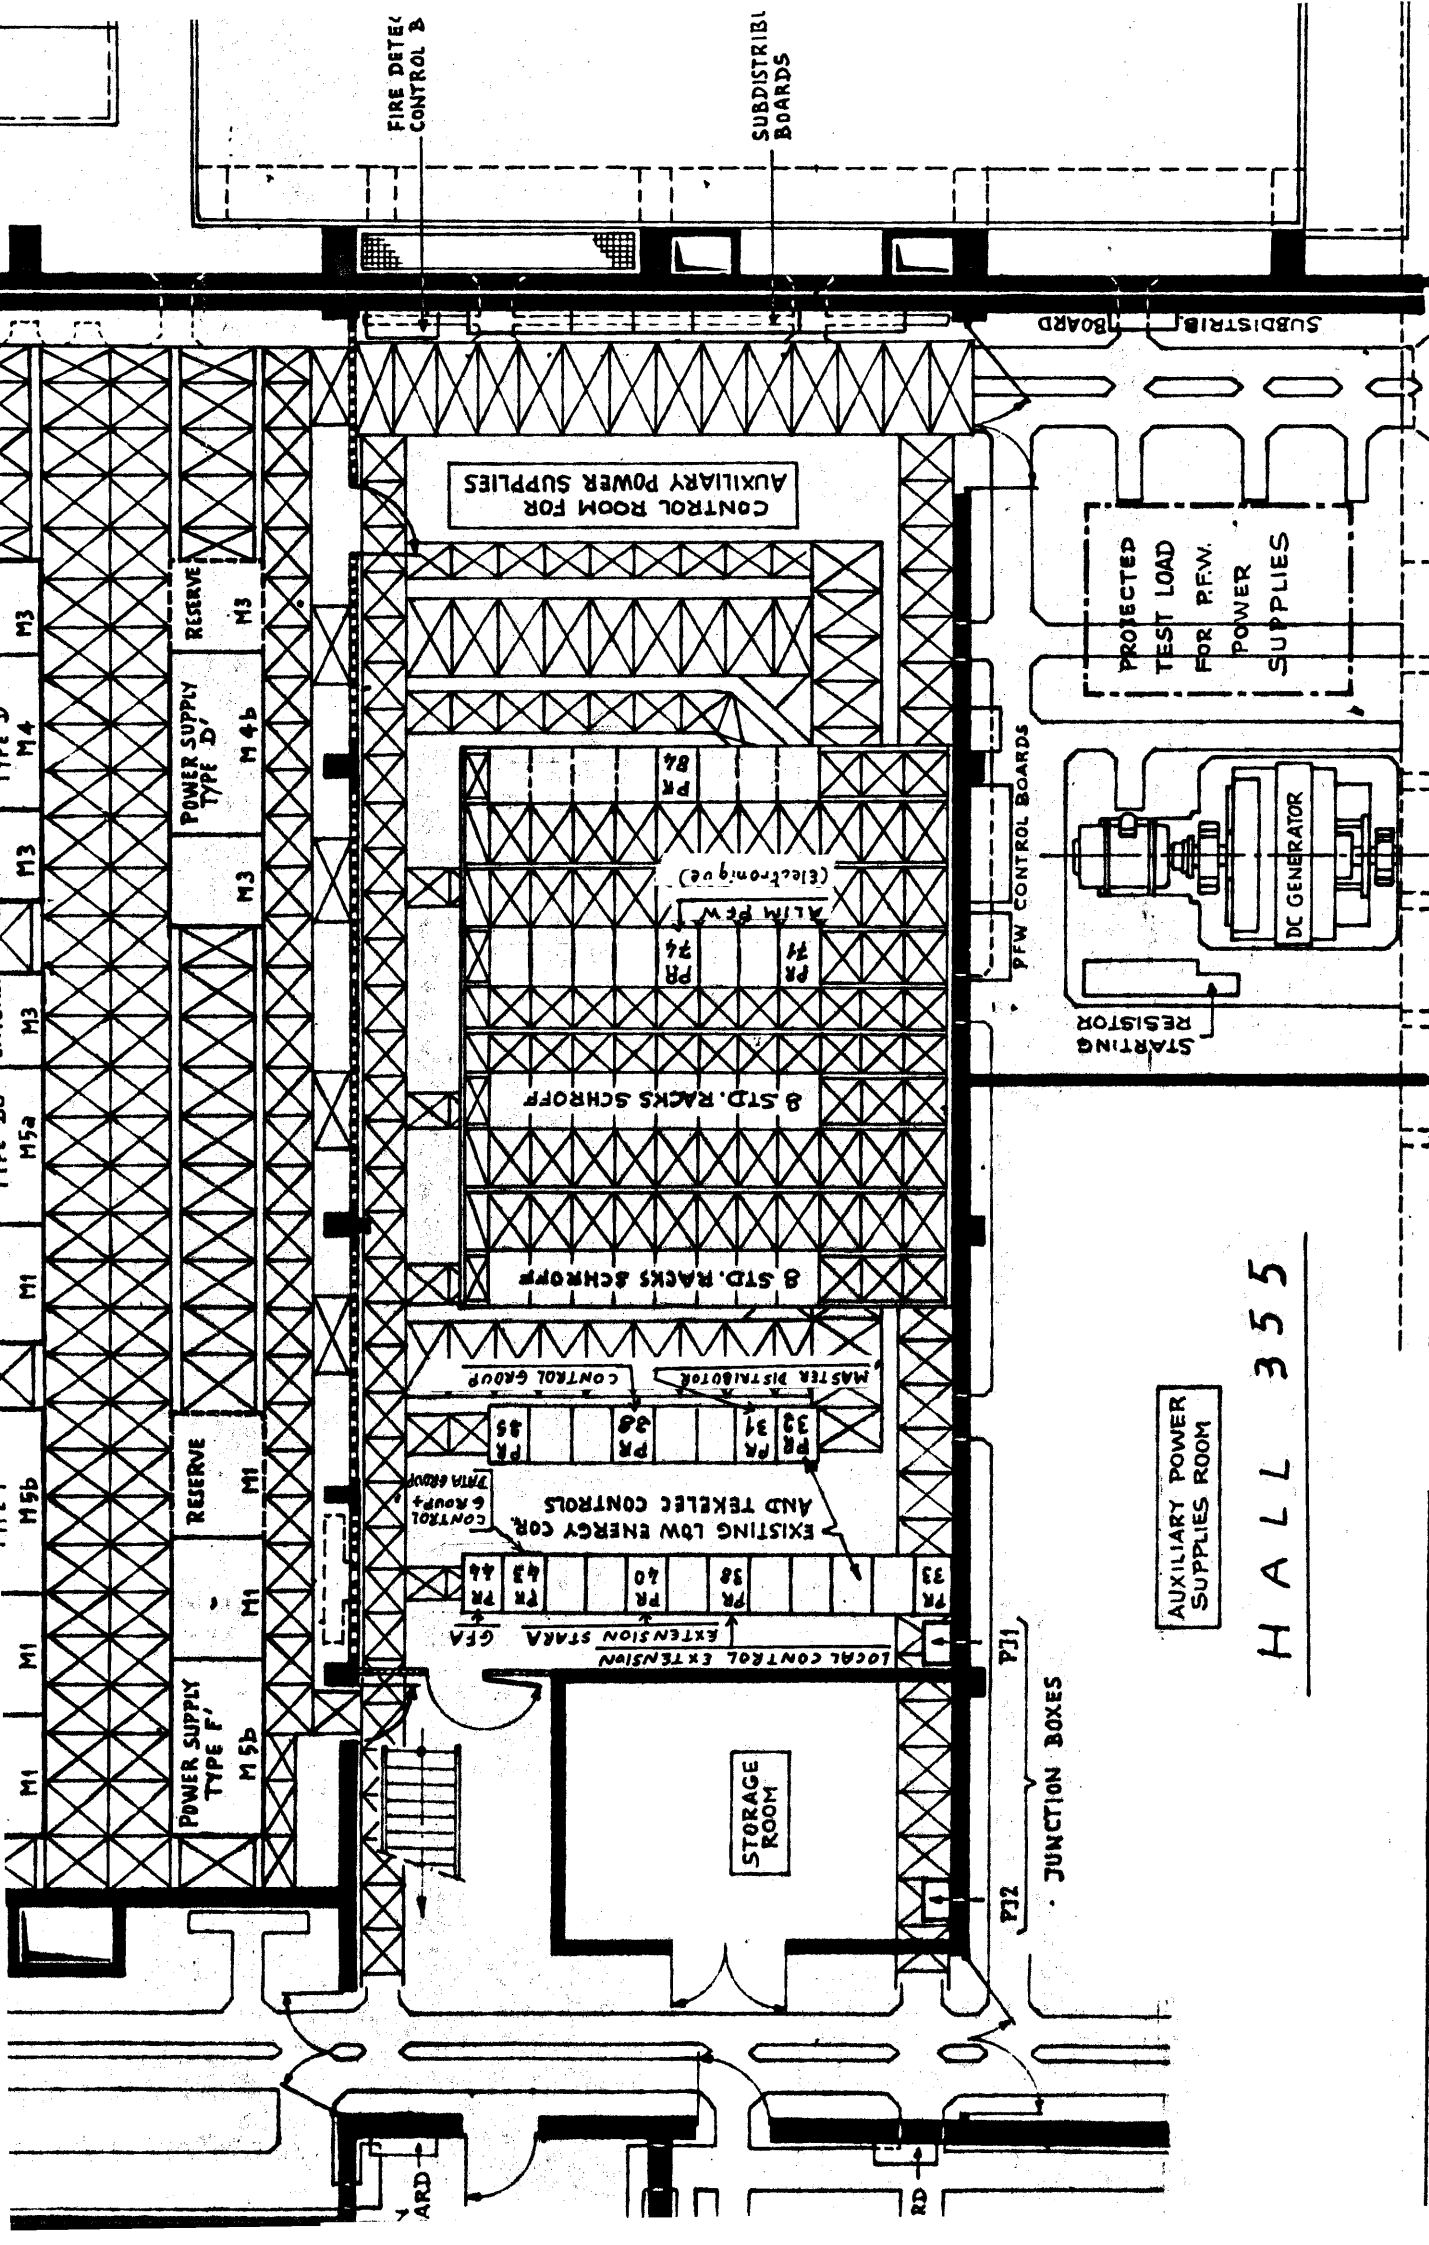 FIRE DETEC
CONTROL B
SUBDISTRIB
BOARDS
SUBDISTRIB.
BOARD
CONTROL ROOM FOR
AUXILIARY POWER SUPPLIES
M3
RESERVE
M3
M4
POWER SUPPLY
TYPE D'
M4b
M3
M3
M3
M5a
M1
M5b
RESERVE
M1
M1
M1
M1
POWER SUPPLY
TYPE F'
M5b
PROJECTED
TEST LOAD
FOR P.F.W.
POWER
SUPPLIES
PFW CONTROL BOARDS
DC GENERATOR
STARTING
RESISTOR
PR
84
(Electronique)
ALIM PFW
PR
74
PR
71
8 STD. RACKS SCHROFF
8 STD. RACKS SCHROFF
CONTROL GROUP
MASTER DISTRIBUTOR
PR
PR
PR
31
PR
32
CONTROL
GROUP+
DATA GROUP
EXISTING LOW ENERGY COR.
AND TEKELEC CONTROLS
PR
44
PR
43
PR
40
PR
38
PR
33
GFA
EXTENSION STARA
LOCAL CONTROL EXTENSION
PJ1
PJ2
JUNCTION BOXES
STORAGE
ROOM
AUXILIARY POWER
SUPPLIES ROOM
HALL 355
ARD
RD